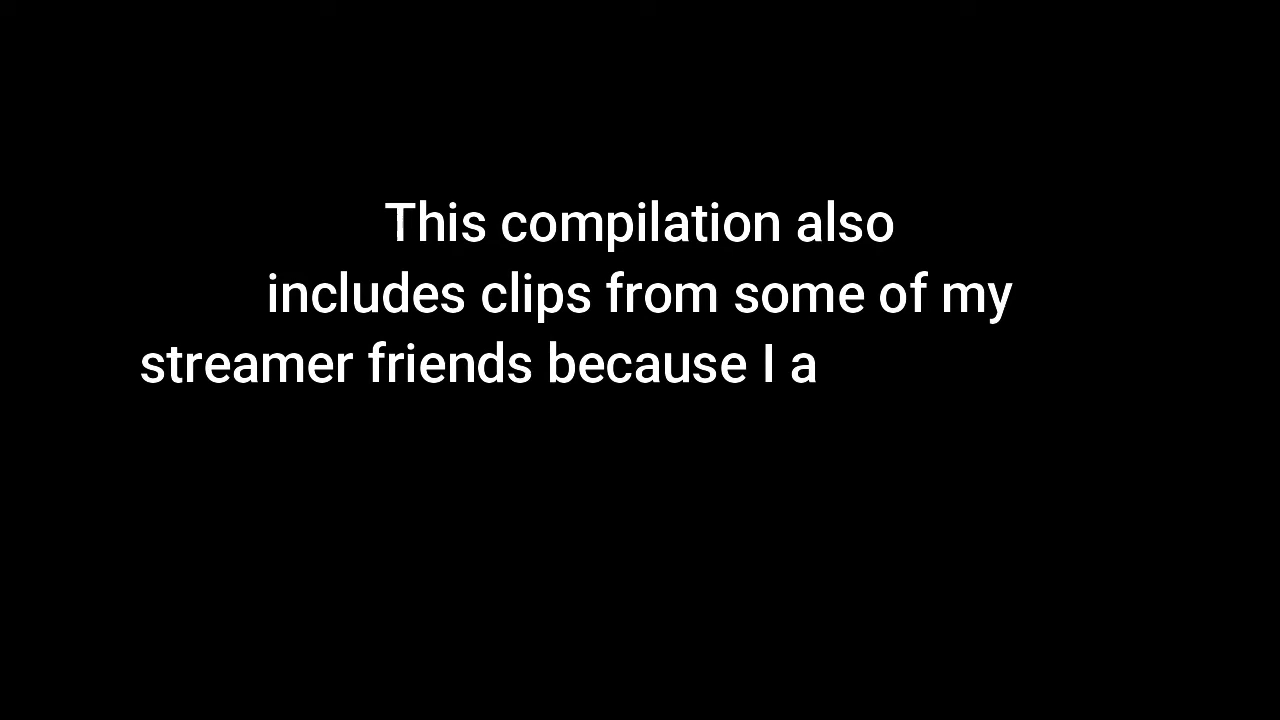 This compilation also
includes clips from some of my
streamer friends because I a